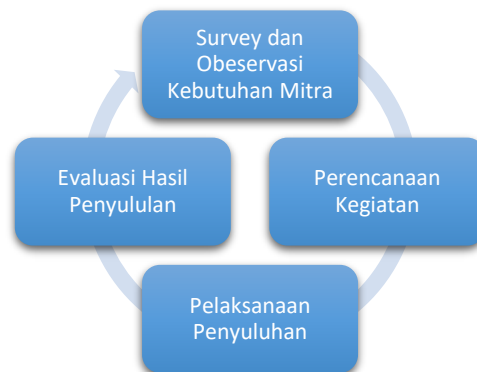 Survey dan
Obeservasi
Kebutuhan Mitra
Perencanaan
Kegiatan
Pelaksanaan
Penyuluhan
Evaluasi Hasil
Penyululan